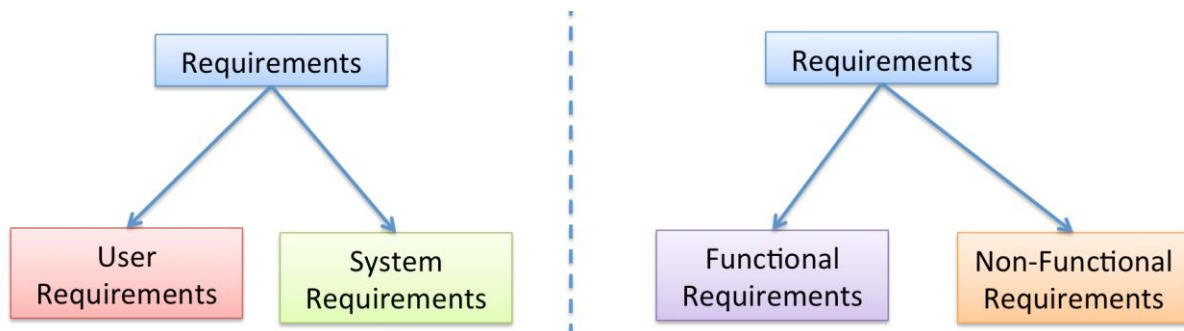 Requirements
User
Requirements
System
Requirements
Requirements
Functional
Requirements
Non-Functional
Requirements